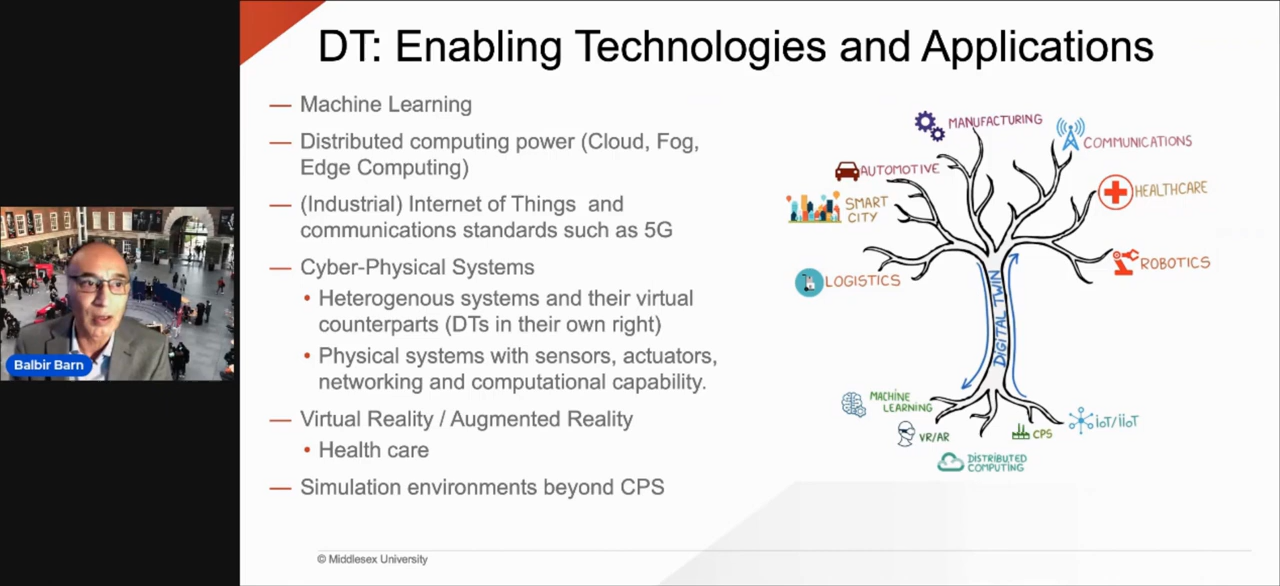 DT: Enabling Technologies and Applications
— Machine Learning
— Distributed computing power (Cloud, Fog,
Edge Computing)
— (Industrial) Internet of Things and
communications standards such as 5G
— Cyber-Physical Systems
• Heterogenous systems and their virtual
counterparts (DTs in their own right)
• Physical systems with sensors, actuators,
networking and computational capability.
— Virtual Reality / Augmented Reality
• Health care
— Simulation environments beyond CPS
MANUFACTURING
COMMUNICATIONS
AUTOMOTIVE
HEALTHCARE
SMART
CITY
ROBOTICS
LOGISTICS
DIGITAL TWIN
MACHINE
LEARNING
IoT/IIoT
VR/AR
CPS
DISTRIBUTED
COMPUTING
Balbir Barn
© Middlesex University